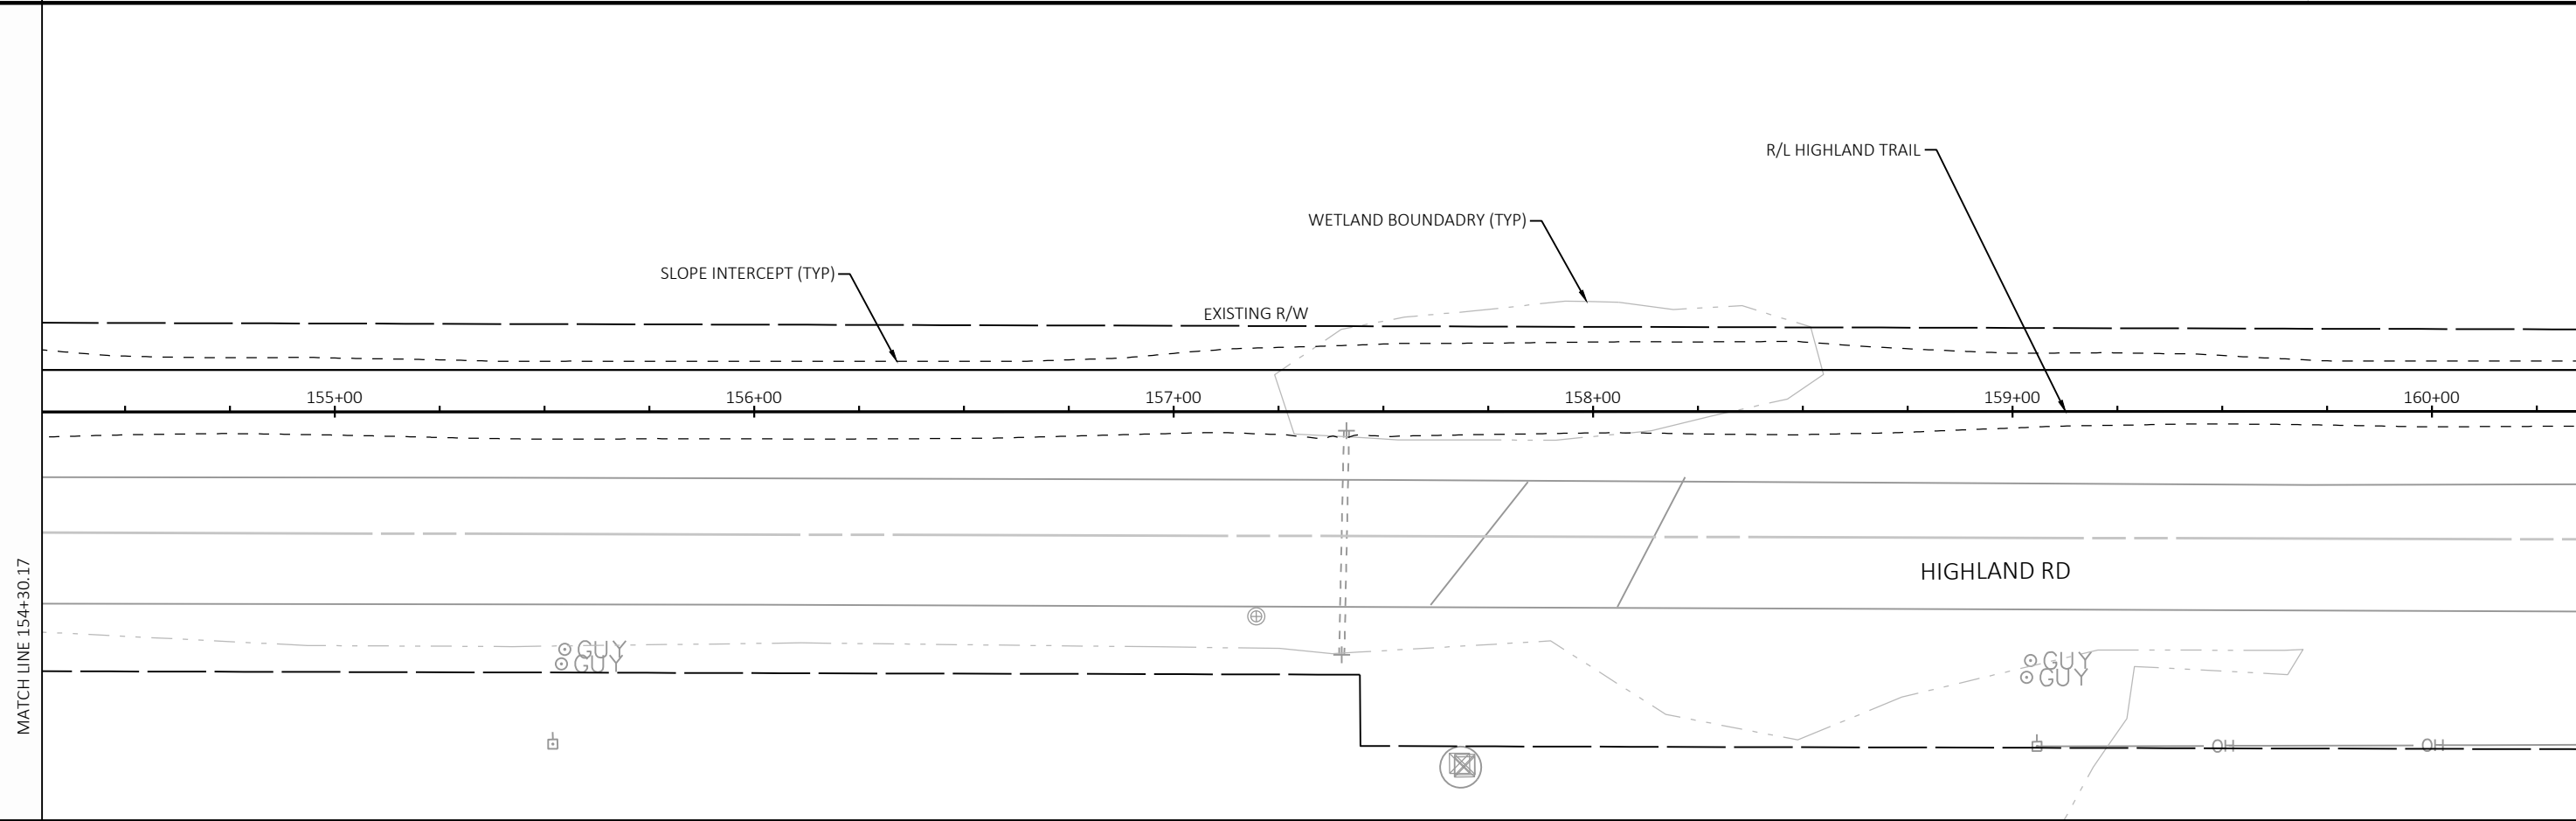 R/L HIGHLAND TRAIL
WETLAND BOUNDADRY (TYP)
SLOPE INTERCEPT (TYP)
EXISTING R/W
155+00 156+00 157+00 158+00 159+00 160+00
HIGHLAND RD
MATCH LINE 154+30.17
GUY
GUY
GUY
GUY
OH OH